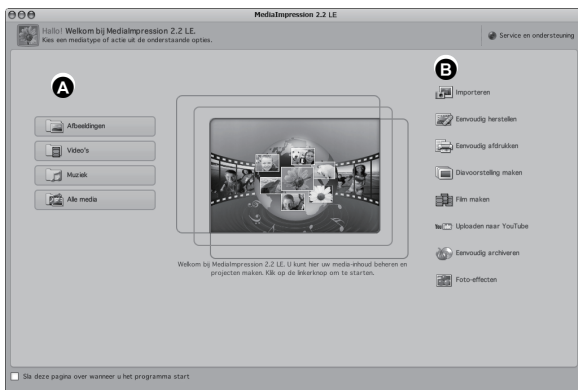 MediaImpression 2.2 LE
Hallo! Welkom bij MediaImpression 2.2 LE.
Kies een mediatype of actie uit de onderstaande opties.
Service en ondersteuning
A
Afbeeldingen
Video's
Muziek
Alle media
Welkom bij MediaImpression 2.2 LE. U kunt hier uw media-inhoud beheren en
projecten maken. Klik op de linkerknop om te starten.
B
Importeren
Eenvoudig herstellen
Eenvoudig afdrukken
Diavoorstelling maken
Film maken
Uploaden naar YouTube
Eenvoudig archiveren
Foto-effecten
Sla deze pagina over wanneer u het programma start